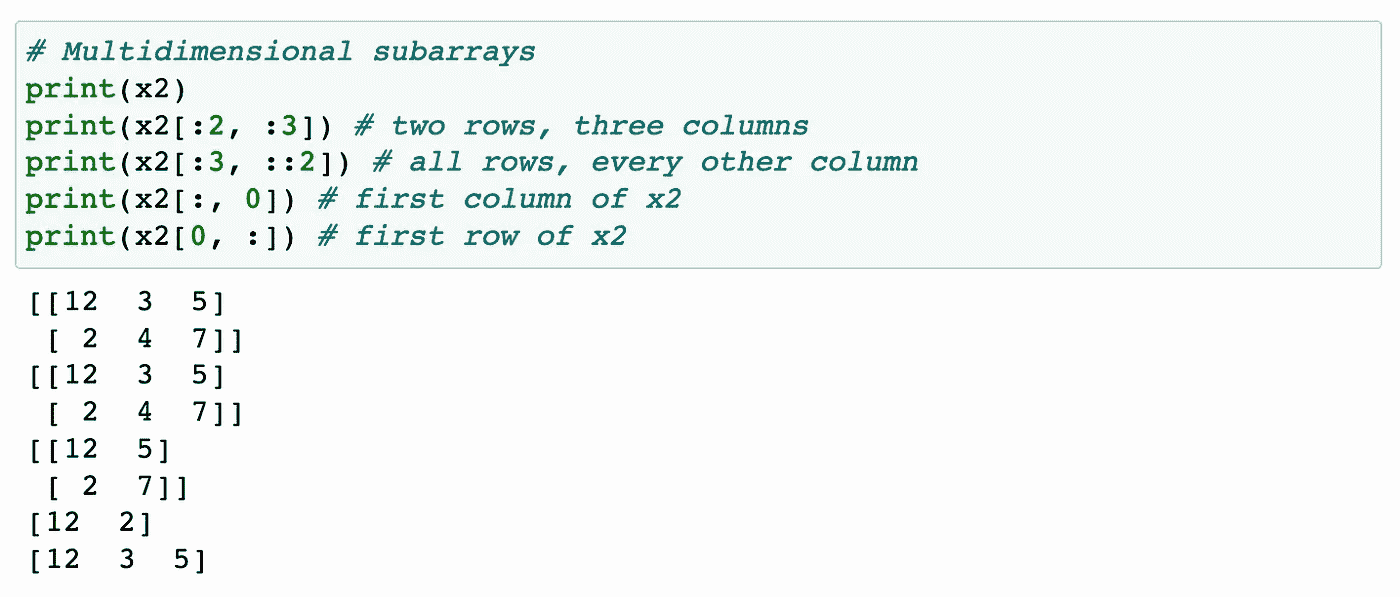 # Multidimensional subarrays
print(x2)
print(x2[:2, :3]) # two rows, three columns
print(x2[:3, ::2]) # all rows, every other column
print(x2[:, 0]) # first column of x2
print(x2[0, :]) # first row of x2
[[12  3  5]
 [ 2  4  7]]
[[12  3  5]
 [ 2  4  7]]
[[12  5]
 [ 2  7]]
[12  2]
[12  3  5]